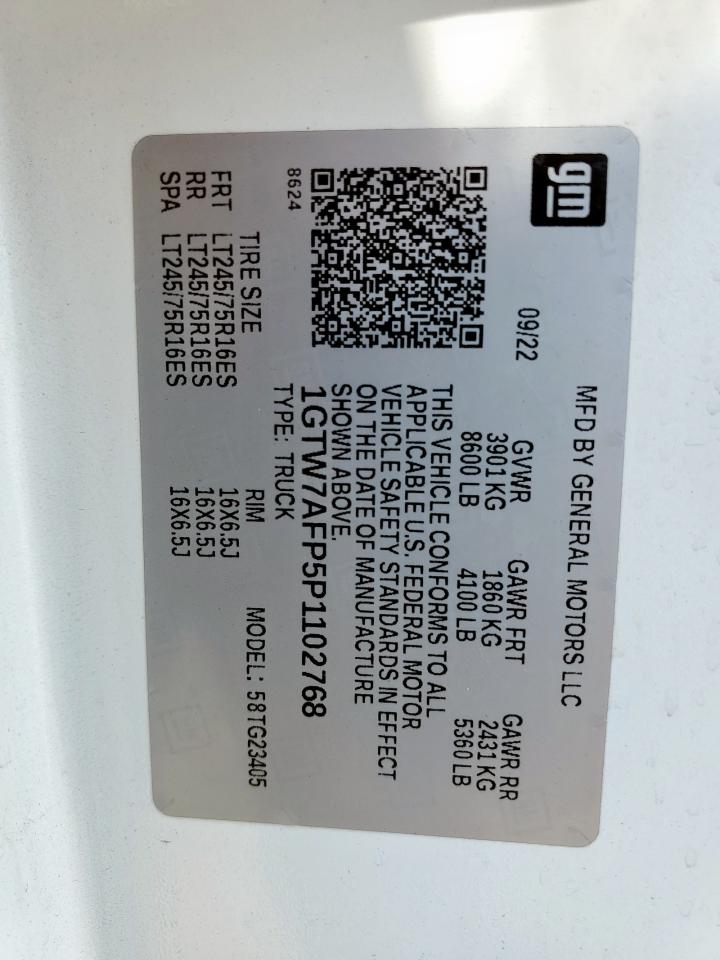 gm
MFD BY GENERAL MOTORS LLC
09/22
GVWR GAWR FRT GAWR RR
3901 KG 1860 KG 2431 KG
8600 LB 4100 LB 5360 LB
THIS VEHICLE CONFORMS TO ALL
APPLICABLE U.S. FEDERAL MOTOR
VEHICLE SAFETY STANDARDS IN EFFECT
ON THE DATE OF MANUFACTURE
SHOWN ABOVE.
8624
1GTW7AFP5P1102768
TYPE: TRUCK
MODEL: 58TG23405
TIRE SIZE RIM
FRT LT245/75R16ES 16X6.5J
RR LT245/75R16ES 16X6.5J
SPA LT245/75R16ES 16X6.5J